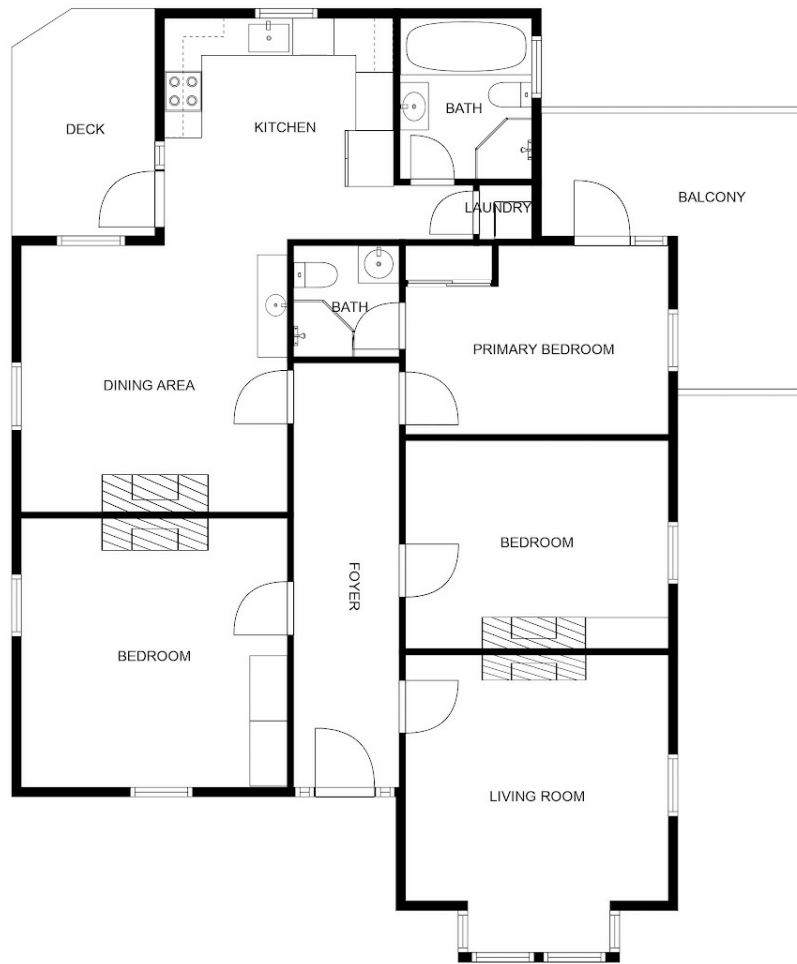 DECK
KITCHEN
BATH
LAUNDRY
BALCONY
BATH
PRIMARY BEDROOM
DINING AREA
BEDROOM
FOYER
BEDROOM
LIVING ROOM